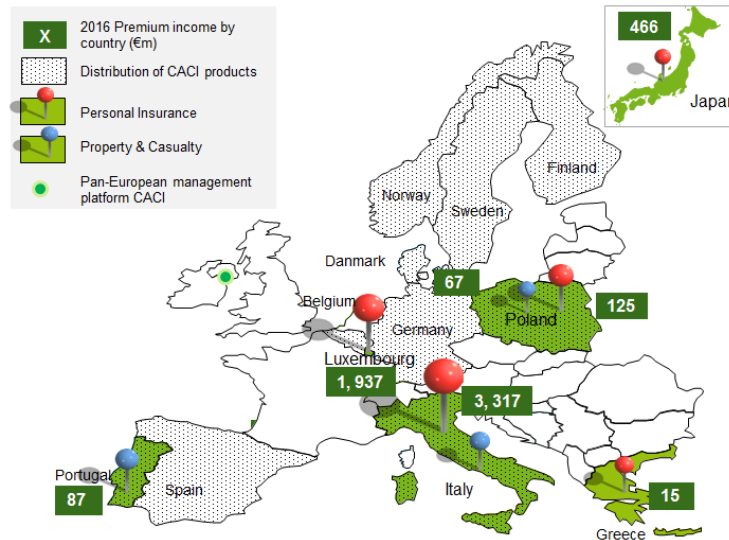 X
2016 Premium income by
country (€m)
Distribution of CACI products
Personal Insurance
Property & Casualty
Pan-European management
platform CACI
466
Japan
Finland
Norway
Sweden
Danmark
67
Belgium
Poland
125
Germany
Luxembourg
1, 937
3, 317
Portugal
87
Spain
Italy
15
Greece